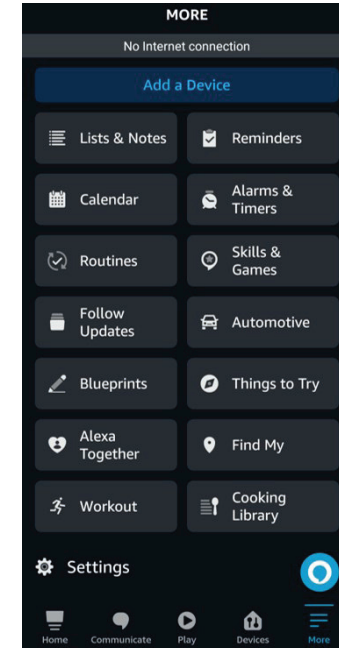 MORE
No Internet connection
Add a Device
Lists & Notes
Reminders
Calendar
Alarms &
Timers
Routines
Skills &
Games
Follow
Updates
Automotive
Blueprints
Things to Try
Alexa
Together
Find My
Workout
Cooking
Library
Settings
Home Communicate Play Devices More